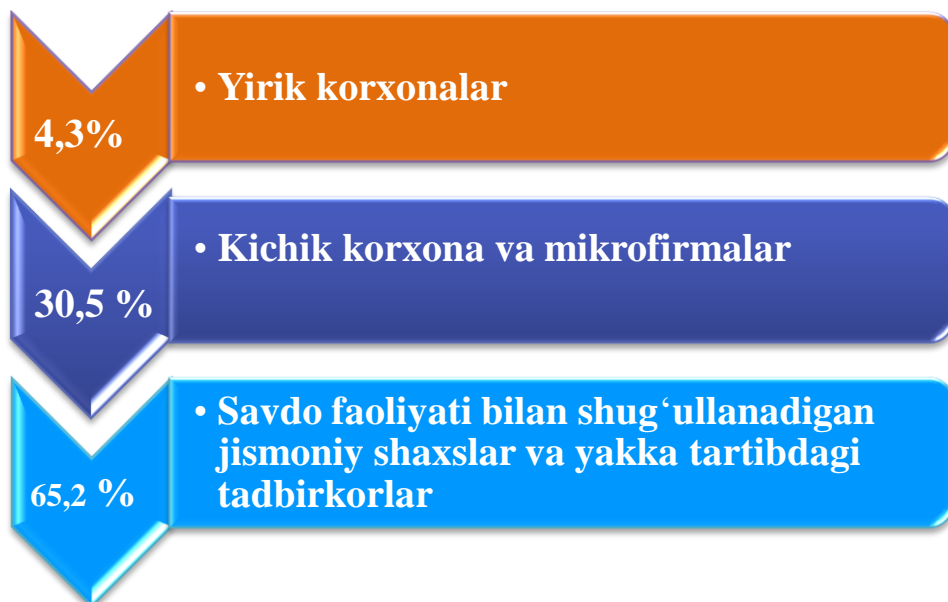 4,3%
• Yirik korxonalar
30,5 %
• Kichik korxona va mikrofirmalar
65,2 %
• Savdo faoliyati bilan shug‘ullanadigan
jismoniy shaxslar va yakka tartibdagi
tadbirkorlar